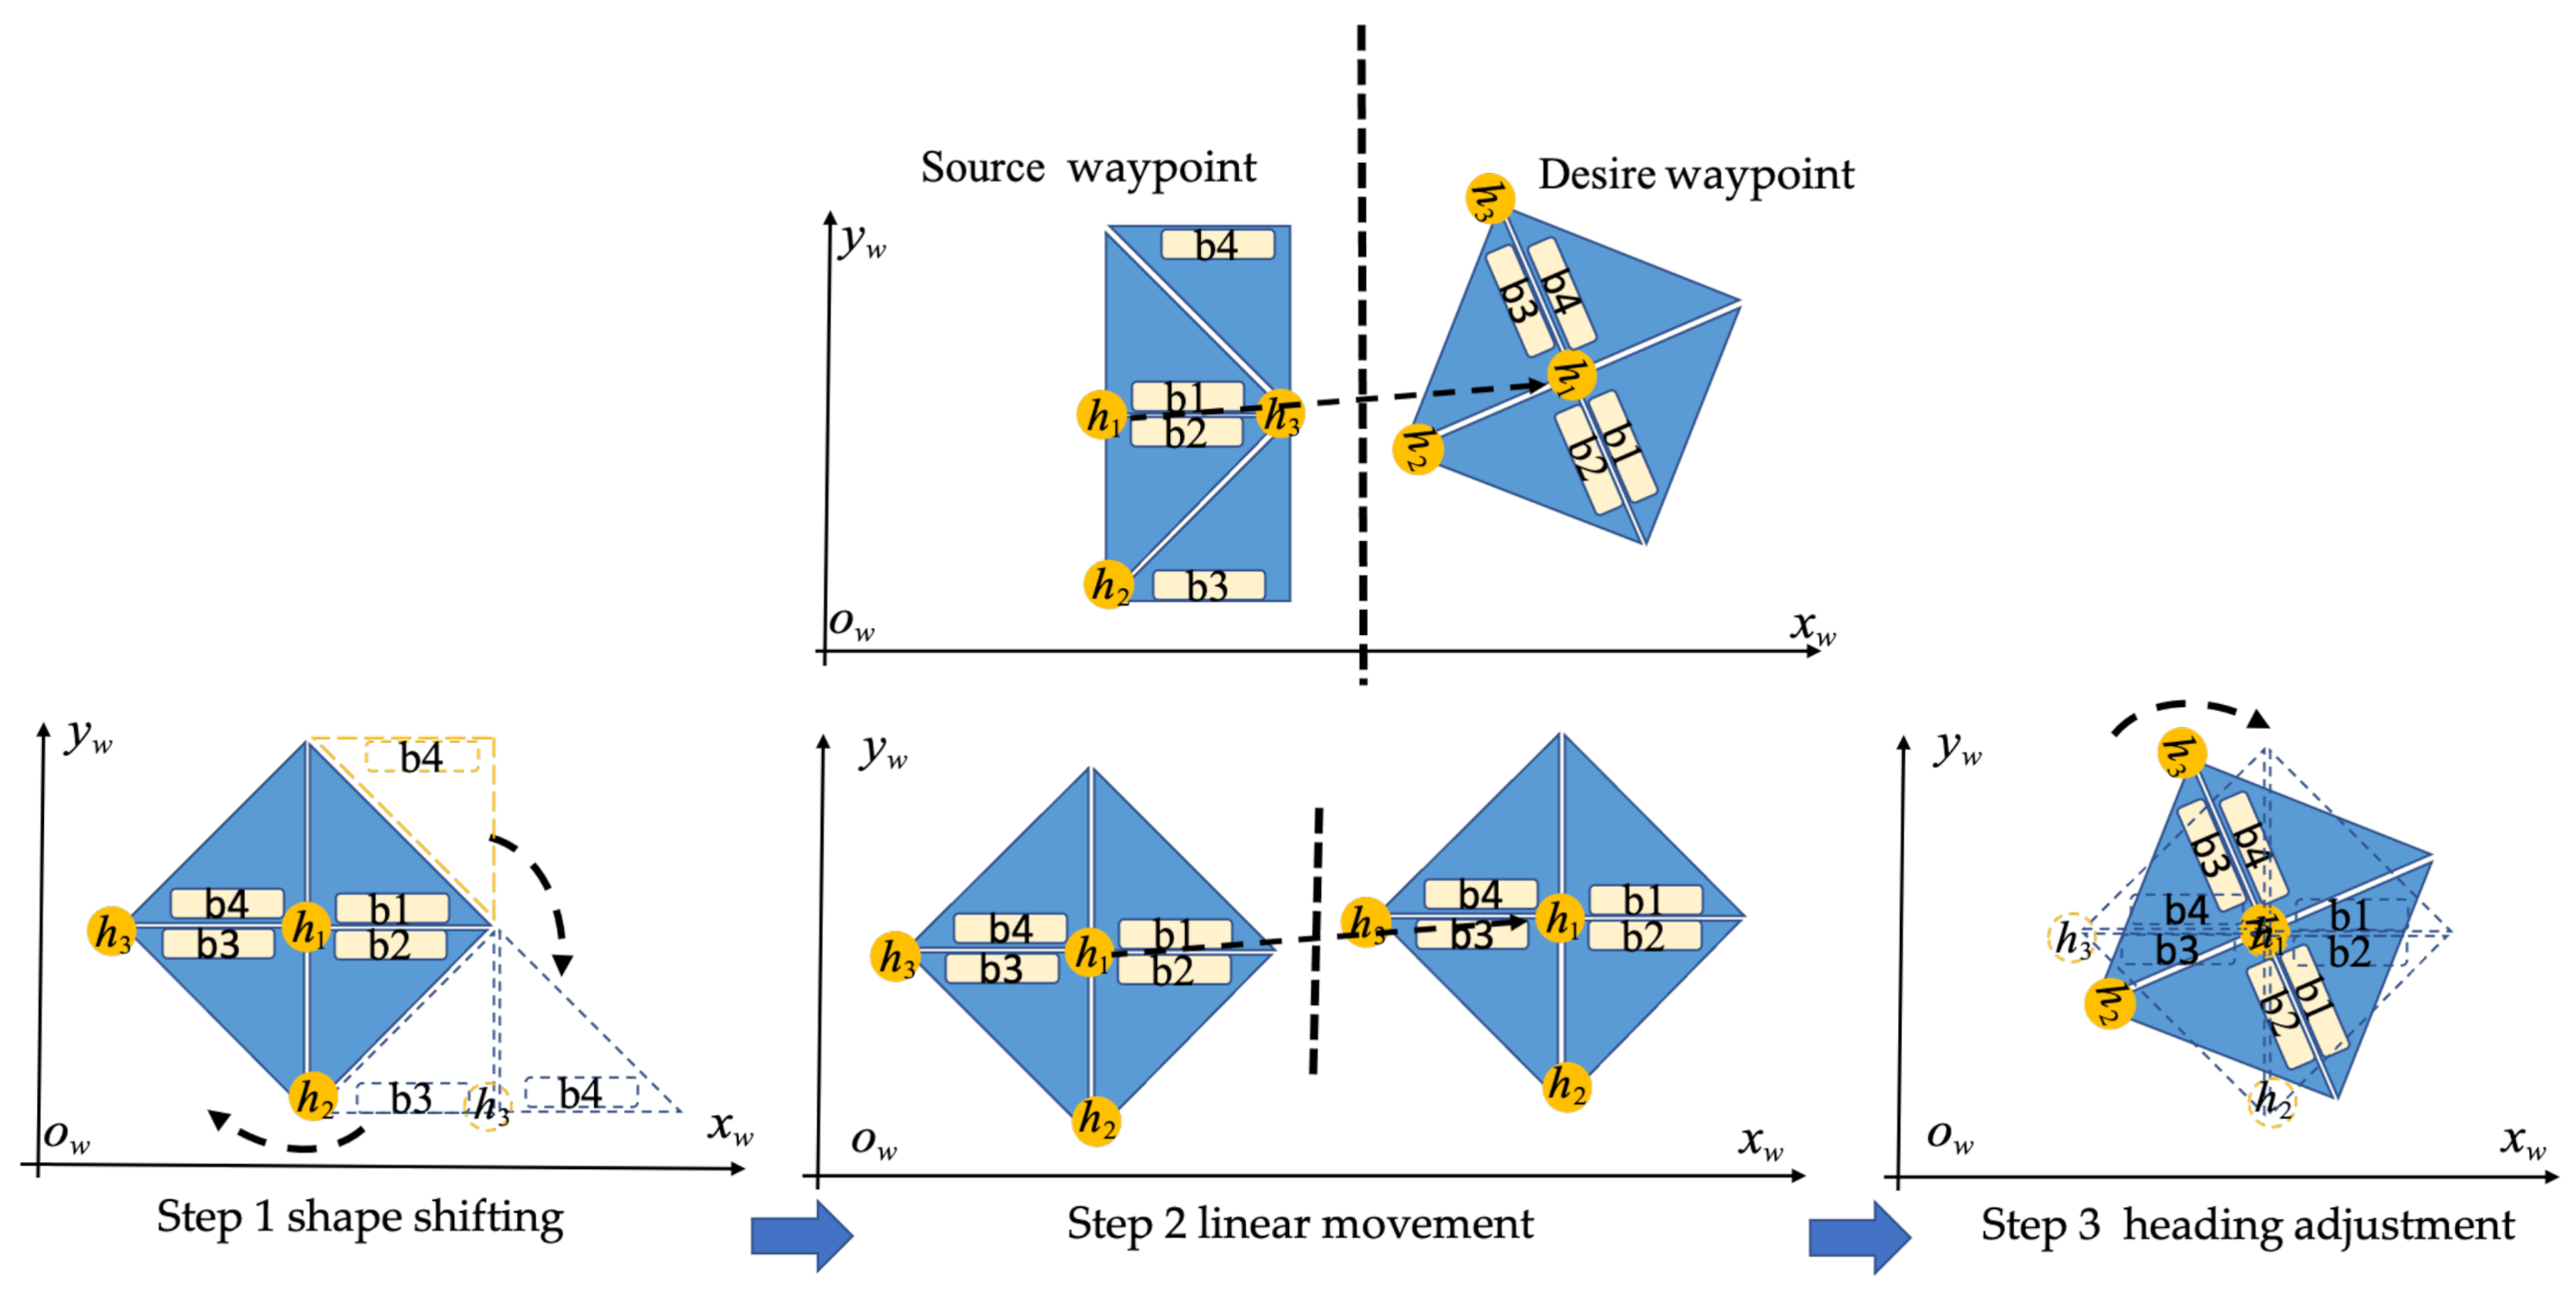 Source waypoint
Desire waypoint
y_w
b4
b1
h_1
h_3
b2
h_2
b3
o_w
x_w
h_3
b3
b4
h_1
h_2
b2
b1
y_w
b4
b4
b1
h_3
h_1
b3
b2
h_2
b3
h_3
b4
o_w
x_w
Step 1 shape shifting
y_w
b4
b1
h_3
h_1
b3
b2
h_2
b4
b1
h_3
h_1
b3
b2
h_2
o_w
x_w
Step 2 linear movement
y_w
h_3
b3
b4
b4
b1
h_3
h_1
b3
b2
h_2
b2
b1
h_2
o_w
x_w
Step 3 heading adjustment